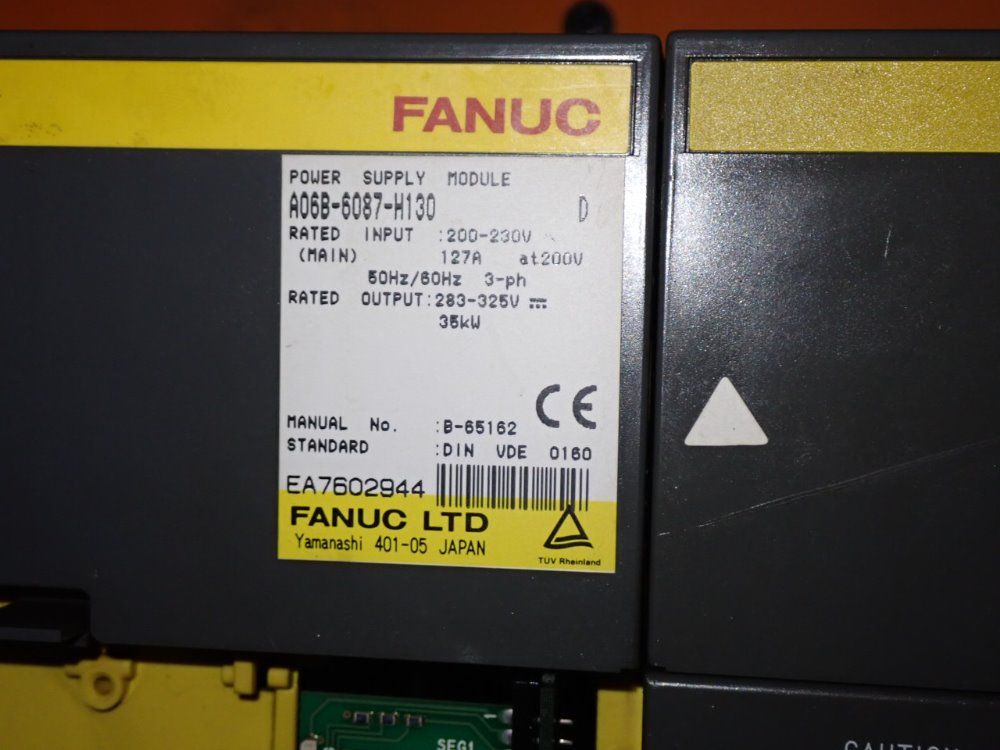 FANUC
POWER SUPPLY MODULE
A06B-6087-H130 D
RATED INPUT :200-230V ~
(MAIN) 127A at200V
50Hz/60Hz 3-ph
RATED OUTPUT:283-325V ⎓
35kW
CE
MANUAL No. :B-65162
STANDARD :DIN VDE 0160
EA7602944
FANUC LTD
Yamanashi 401-05 JAPAN
TÜV Rheinland
SEG1
CAUTION